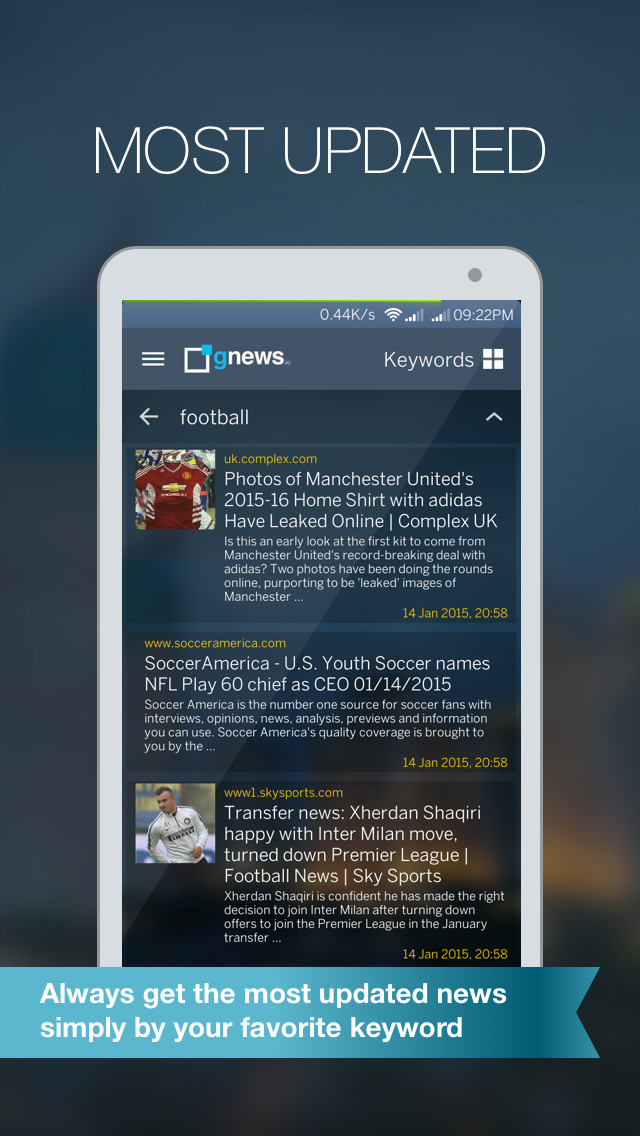 MOST UPDATED
0.44K/s 09:22PM
gnews.io
Keywords
football
uk.complex.com
Photos of Manchester United's
2015-16 Home Shirt with adidas
Have Leaked Online | Complex UK
Is this an early look at the first kit to come from
Manchester United's record-breaking deal with
adidas? Two photos have been doing the rounds
online, purporting to be 'leaked' images of
Manchester ...
14 Jan 2015, 20:58
www.socceramerica.com
SoccerAmerica - U.S. Youth Soccer names
NFL Play 60 chief as CEO 01/14/2015
Soccer America is the number one source for soccer fans with
interviews, opinions, news, analysis, previews and information
you can use. Soccer America's quality coverage is brought to
you by the ...
14 Jan 2015, 20:58
www1.skysports.com
Transfer news: Xherdan Shaqiri
happy with Inter Milan move,
turned down Premier League |
Football News | Sky Sports
Xherdan Shaqiri is confident he has made the right
decision to join Inter Milan after turning down
offers to join the Premier League in the January
transfer ...
14 Jan 2015, 20:58
Always get the most updated news
simply by your favorite keyword